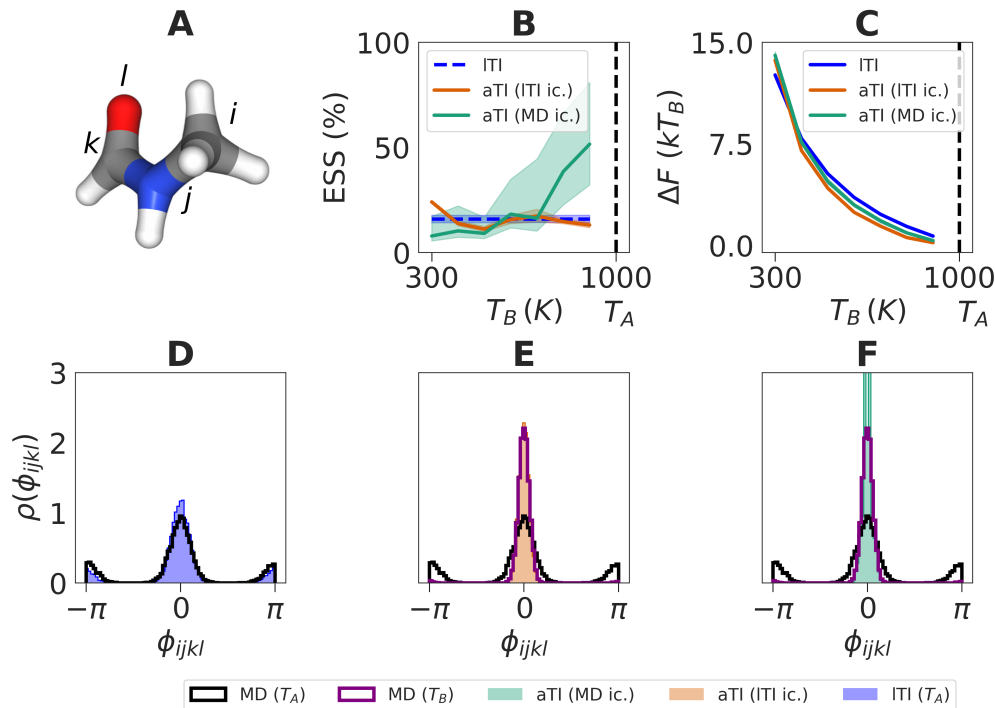 A
l
k
i
j
B
100
50
0
ESS (%)
lTI
aTI (lTI ic.)
aTI (MD ic.)
300
1000
T_B (K)
T_A
C
15.0
7.5
0.0
ΔF (kT_B)
lTI
aTI (lTI ic.)
aTI (MD ic.)
300
1000
T_B (K)
T_A
D
3
2
1
0
ρ(ϕ_ijkl)
−π
0
π
ϕ_ijkl
E
−π
0
π
ϕ_ijkl
F
−π
0
π
ϕ_ijkl
MD (T_A)
MD (T_B)
aTI (MD ic.)
aTI (lTI ic.)
lTI (T_A)